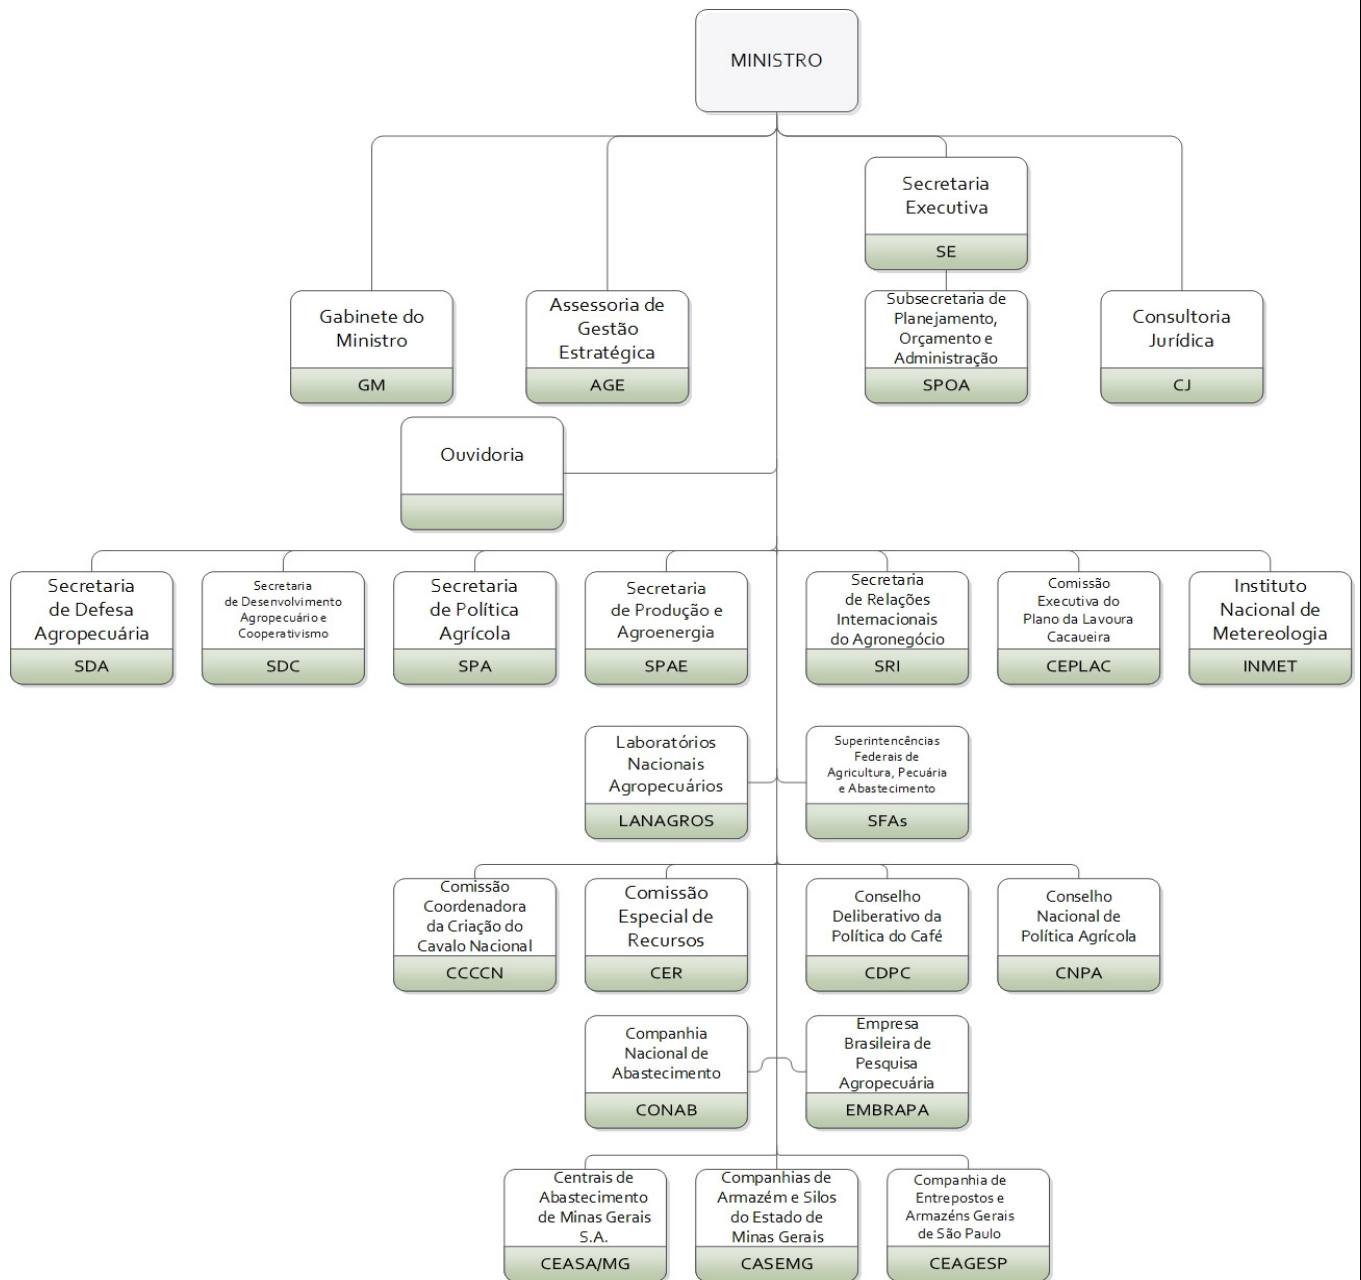 MINISTRO
Secretaria
Executiva
SE
Gabinete do
Ministro
GM
Assessoria de
Gestão
Estratégica
AGE
Subsecretaria de
Planejamento,
Orçamento e
Administração
SPOA
Consultoria
Jurídica
CJ
Ouvidoria
Secretaria
de Defesa
Agropecuária
SDA
Secretaria
de Desenvolvimento
Agropecuário e
Cooperativismo
SDC
Secretaria
de Política
Agrícola
SPA
Secretaria
de Produção e
Agroenergia
SPAE
Secretaria
de Relações
Internacionais
do Agronegócio
SRI
Comissão
Executiva do
Plano da Lavoura
Cacaueira
CEPLAC
Instituto
Nacional de
Metereologia
INMET
Laboratórios
Nacionais
Agropecuários
LANAGROS
Superintencências
Federais de
Agricultura, Pecuária
e Abastecimento
SFAs
Comissão
Coordenadora
da Criação do
Cavalo Nacional
CCCCN
Comissão
Especial de
Recursos
CER
Conselho
Deliberativo da
Política do Café
CDPC
Conselho
Nacional de
Política Agrícola
CNPA
Companhia
Nacional de
Abastecimento
CONAB
Empresa
Brasileira de
Pesquisa
Agropecuária
EMBRAPA
Centrais de
Abastecimento
de Minas Gerais
S.A.
CEASA/MG
Companhias de
Armazém e Silos
do Estado de
Minas Gerais
CASEMG
Companhia de
Entrepostos e
Armazéns Gerais
de São Paulo
CEAGESP